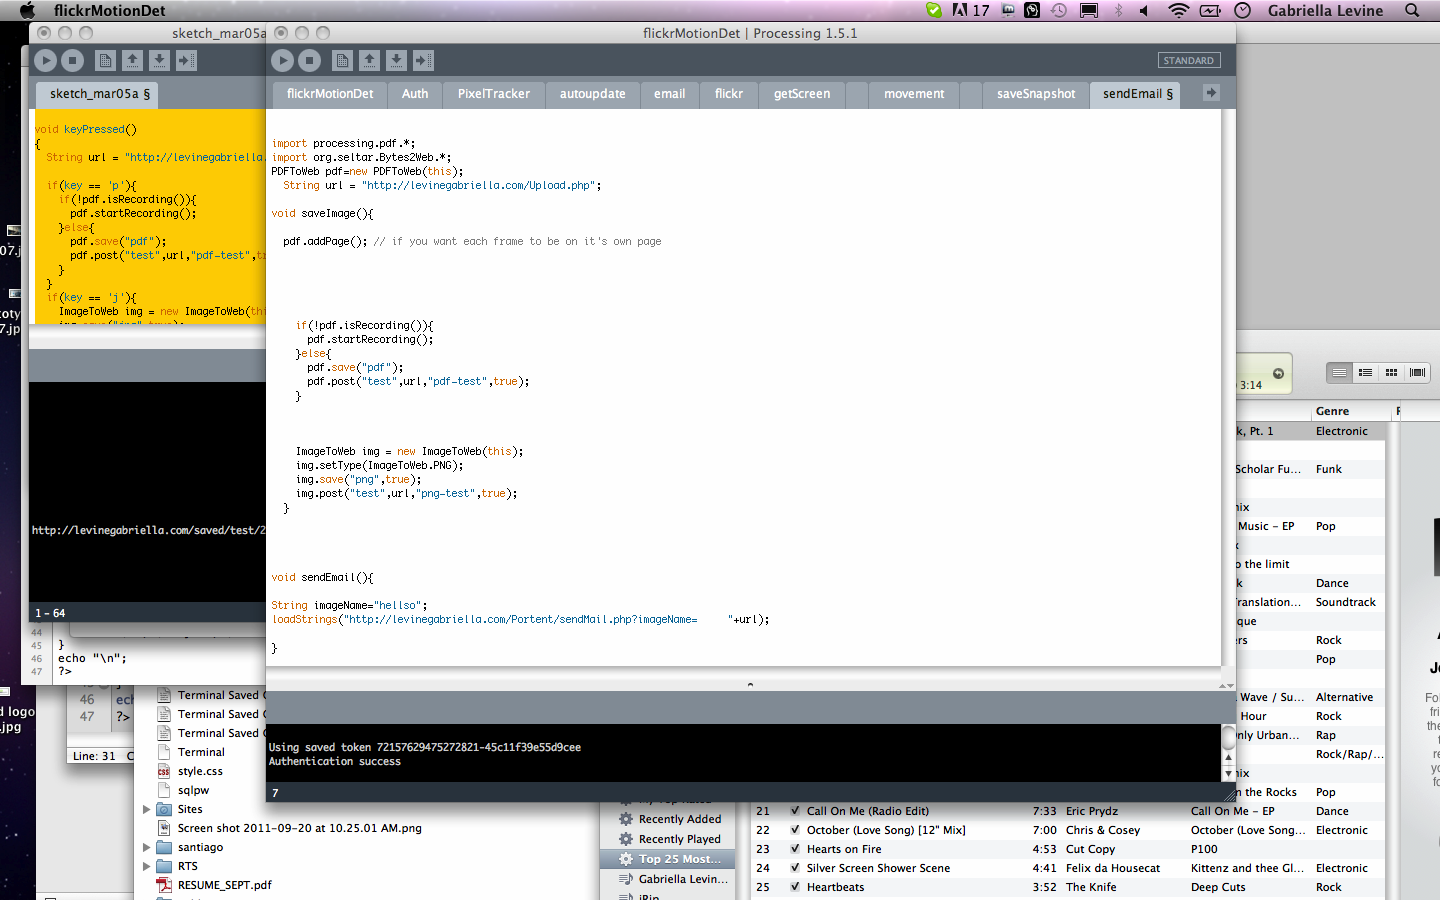 flickrMotionDet
17
Gabriella Levine
sketch_mar05a
sketch_mar05a §
void keyPressed()
{
String url = "http://levinegabriella.
if(key == 'p'){
if(!pdf.isRecording()){
pdf.startRecording();
}else{
pdf.save("pdf");
pdf.post("test",url,"pdf-test",tr
}
}
if(key == 'j'){
ImageToWeb img = new ImageToWeb(thi
http://levinegabriella.com/saved/test/2
1 - 64
flickrMotionDet | Processing 1.5.1
STANDARD
flickrMotionDet
Auth
PixelTracker
autoupdate
email
flickr
getScreen
movement
saveSnapshot
sendEmail §
import processing.pdf.*;
import org.seltar.Bytes2Web.*;
PDFToWeb pdf=new PDFToWeb(this);
String url = "http://levinegabriella.com/Upload.php";
void saveImage(){
pdf.addPage(); // if you want each frame to be on it's own page
if(!pdf.isRecording()){
pdf.startRecording();
}else{
pdf.save("pdf");
pdf.post("test",url,"pdf-test",true);
}
ImageToWeb img = new ImageToWeb(this);
img.setType(ImageToWeb.PNG);
img.save("png",true);
img.post("test",url,"png-test",true);
}
void sendEmail(){
String imageName="hellso";
loadStrings("http://levinegabriella.com/Portent/sendMail.php?imageName=     "+url);
}
Using saved token 72157629475272821-45c11f39e55d9cee
Authentication success
7
44
45 }
46 echo "\n";
47 ?>
46 ech
47 ?>
Line: 31
Terminal Saved
Terminal Saved
Terminal Saved
Terminal
style.css
sqlpw
Sites
Screen shot 2011-09-20 at 10.25.01 AM.png
santiago
RTS
RESUME_SEPT.pdf
d logo
.jpg
3:14
Genre
k, Pt. 1 Electronic
Scholar Fu... Funk
nix
Music - EP Pop
o the limit
k Dance
Translation... Soundtrack
que
ers Rock
Pop
Wave / Su... Alternative
Hour Rock
Only Urban... Rap
Rock/Rap/...
nix
n the Rocks Pop
Recently Added
Recently Played
Top 25 Most...
Gabriella Levin...
21 Call On Me (Radio Edit) 7:33 Eric Prydz Call On Me - EP Dance
22 October (Love Song) [12" Mix] 7:00 Chris & Cosey October (Love Song... Electronic
23 Hearts on Fire 4:53 Cut Copy P100
24 Silver Screen Shower Scene 4:41 Felix da Housecat Kittenz and thee Gl... Electronic
25 Heartbeats 3:52 The Knife Deep Cuts Rock